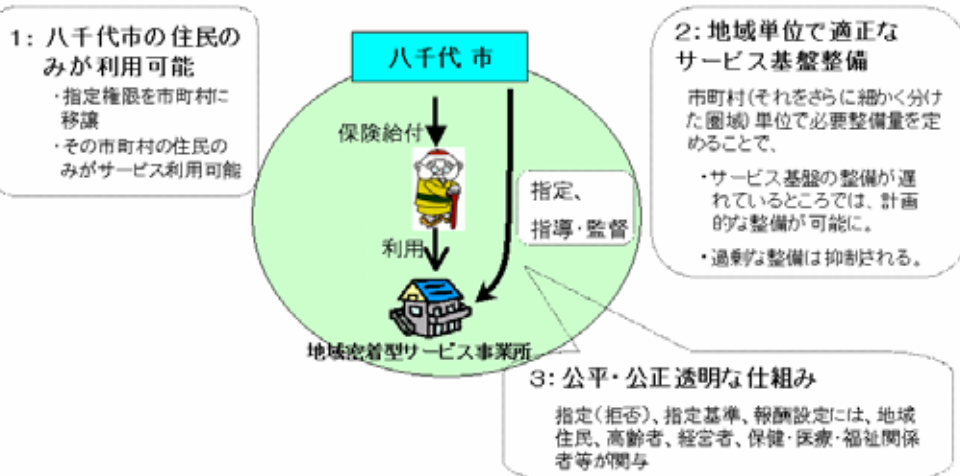 1: 八千代市の住民の
みが利用可能
・指定権限を市町村に
移譲
・その市町村の住民の
みがサービス利用可能
八千代市
保険給付
利用
指定、
指導・監督
地域密着型サービス事業所
2: 地域単位で適正な
サービス基盤整備
市町村(それをさらに細かく分け
た圏域)単位で必要整備量を定
めることで、
・サービス基盤の整備が遅
れているところでは、計画
的な整備が可能に。
・過剰な整備は抑制される。
3: 公平・公正透明な仕組み
指定(拒否)、指定基準、報酬設定には、地域
住民、高齢者、経営者、保健・医療・福祉関係
者等が関与